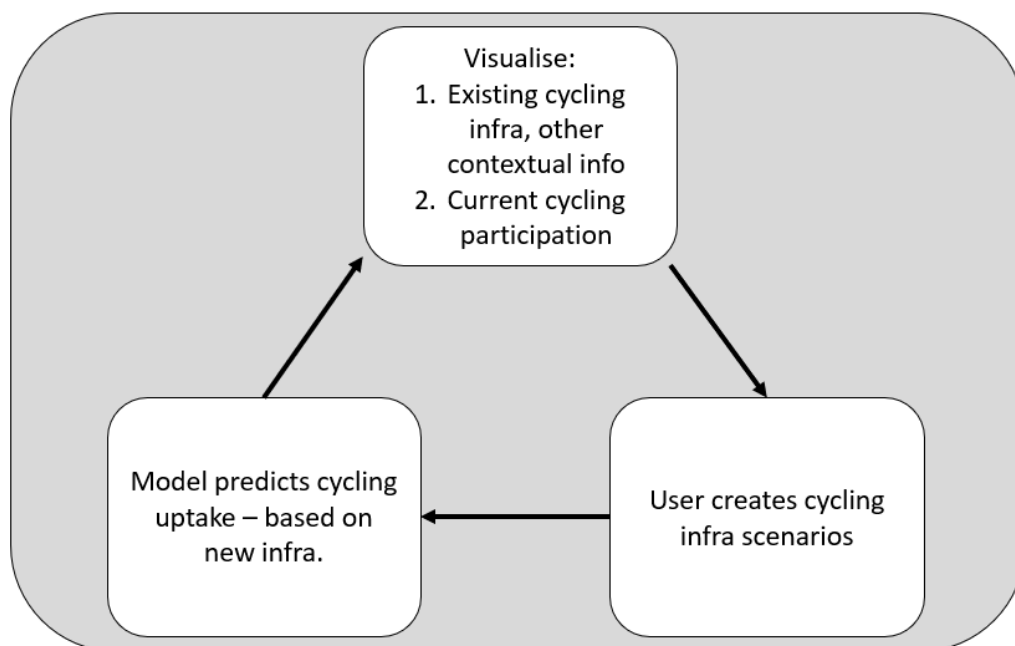 Visualise:
1. Existing cycling
infra, other
contextual info
2. Current cycling
participation
Model predicts cycling
uptake – based on
new infra.
User creates cycling
infra scenarios